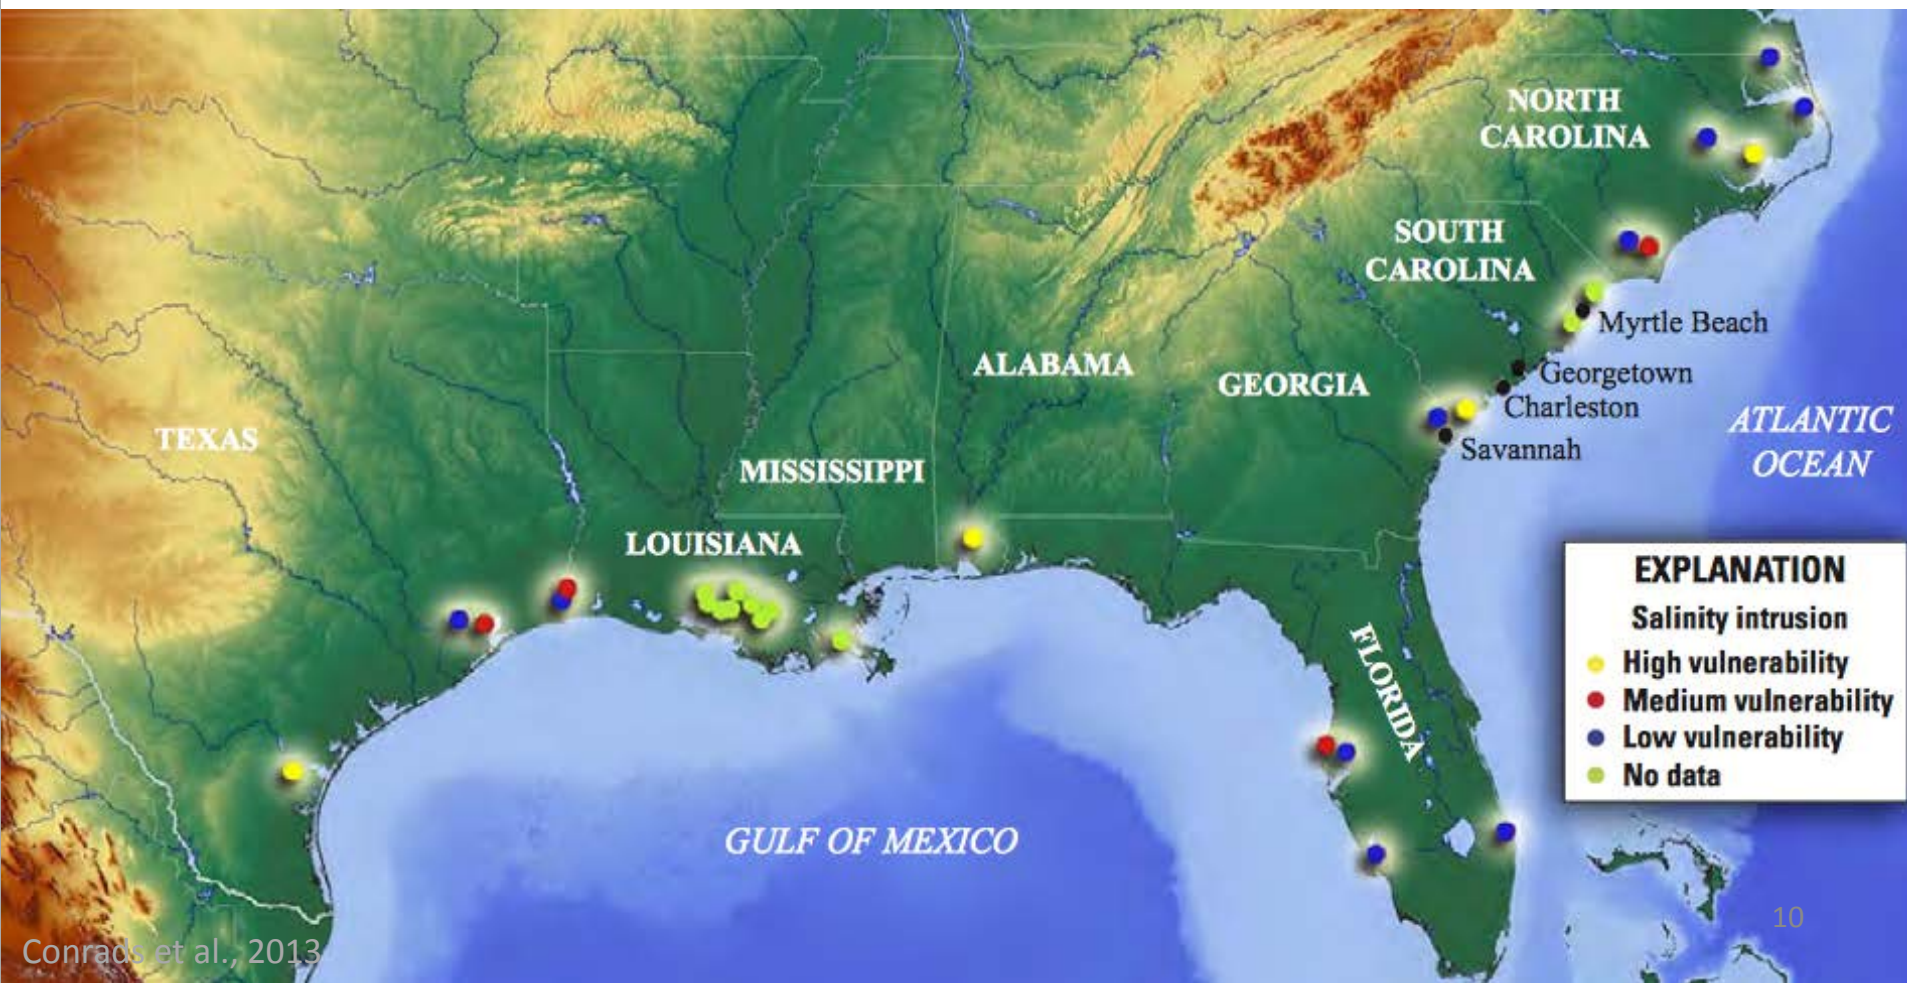 NORTH
CAROLINA
SOUTH
CAROLINA
Myrtle Beach
ALABAMA
Georgetown
GEORGIA
Charleston
ATLANTIC
OCEAN
TEXAS
Savannah
MISSISSIPPI
LOUISIANA
FLORIDA
GULF OF MEXICO
EXPLANATION
Salinity intrusion
High vulnerability
Medium vulnerability
Low vulnerability
No data
10
Conrads et al., 2013